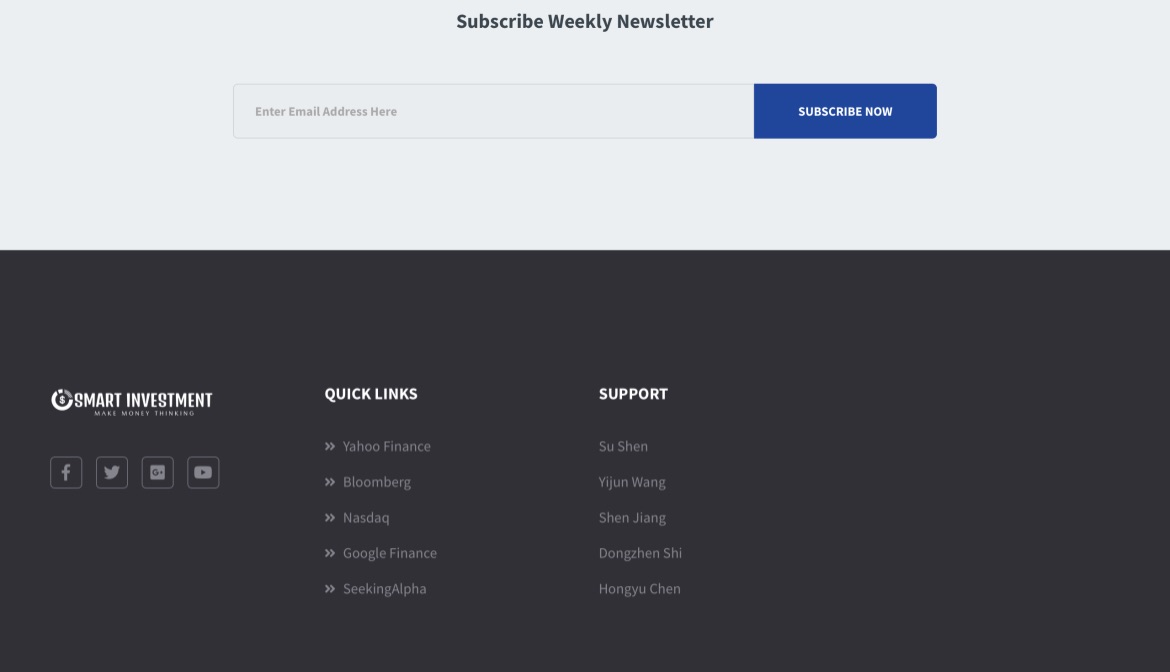 Subscribe Weekly Newsletter
Enter Email Address Here
SUBSCRIBE NOW
SMART INVESTMENT
MAKE MONEY THINKING
QUICK LINKS
Yahoo Finance
Bloomberg
Nasdaq
Google Finance
SeekingAlpha
SUPPORT
Su Shen
Yijun Wang
Shen Jiang
Dongzhen Shi
Hongyu Chen